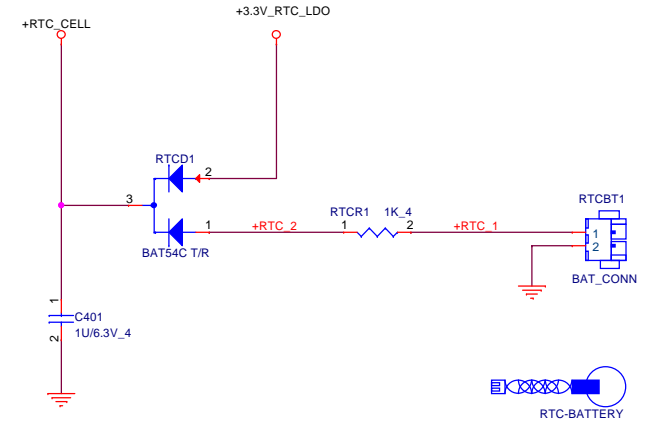 +3.3V_RTC_LDO
+RTC_CELL
RTCD1
2
3
RTCBT1
RTCR1 1K_4
1 +RTC_2 1 2 +RTC_1 1
2
BAT54C T/R
BAT_CONN
1
C401
1U/6.3V_4
2
RTC-BATTERY